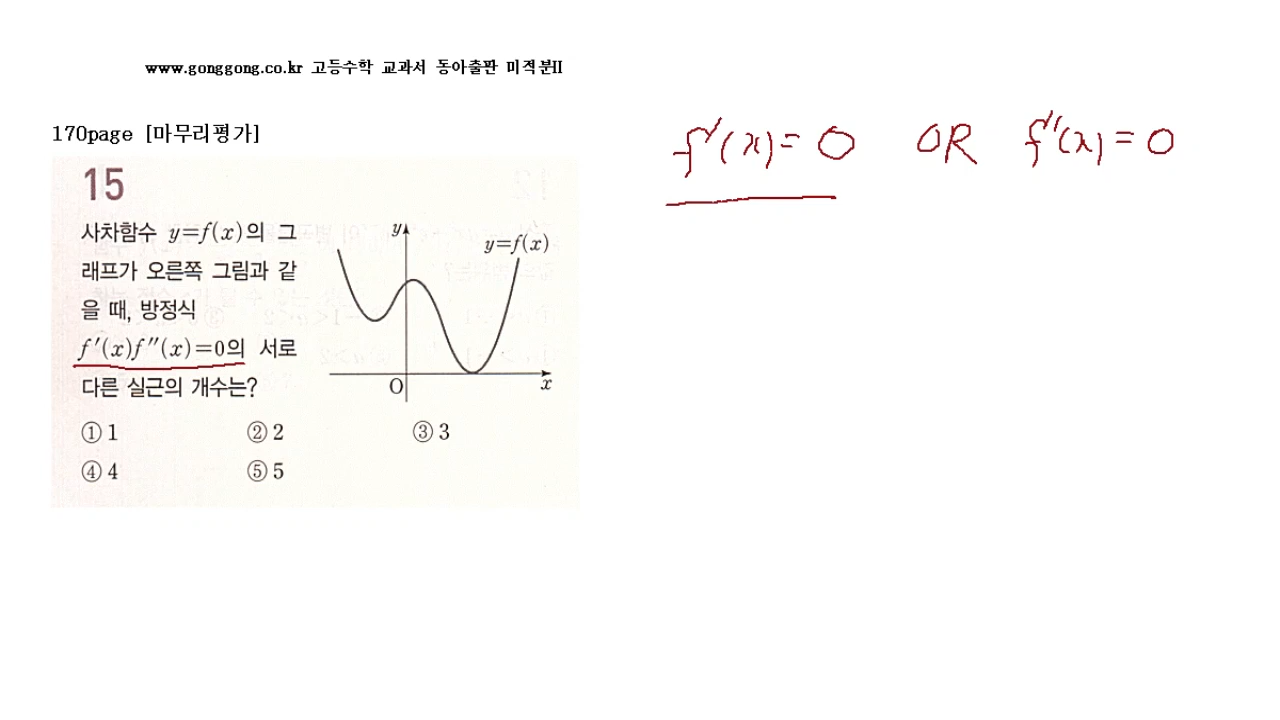 www.gonggong.co.kr 고등수학 교과서 동아출판 미적분II
170page [마무리평가]
15
사차함수 y=f(x)의 그
래프가 오른쪽 그림과 같
을 때, 방정식
f′(x)f″(x)=0의 서로
다른 실근의 개수는?
y
y=f(x)
O
x
① 1 ② 2 ③ 3
④ 4 ⑤ 5
f′(x)=0 OR f″(x)=0